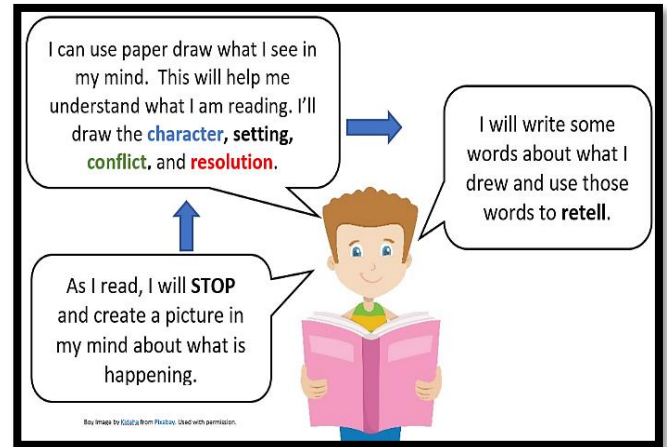 I can use paper draw what I see in
my mind. This will help me
understand what I am reading. I'll
draw the character, setting,
conflict, and resolution.
I will write some
words about what I
drew and use those
words to retell.
As I read, I will STOP
and create a picture in
my mind about what is
happening.
Boy Image by Katalha from Pixabay. Used with permission.